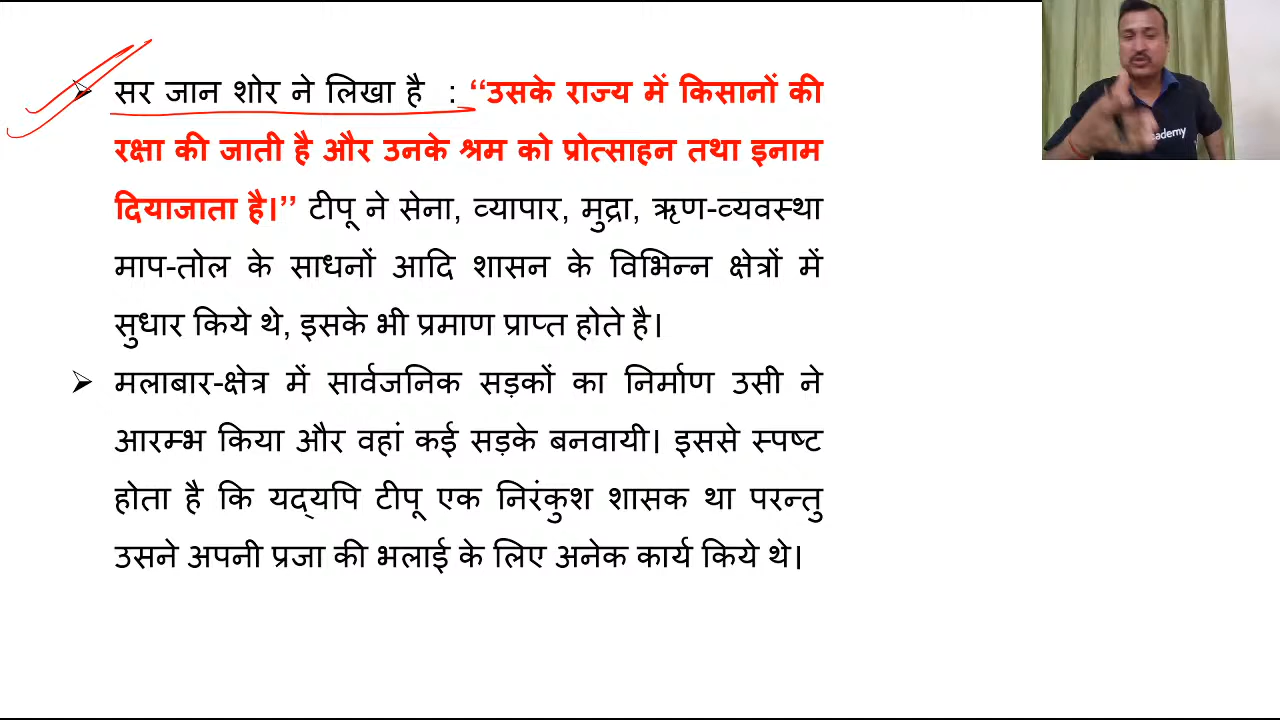 ➢ सर जान शोर ने लिखा है : ‘‘उसके राज्य में किसानों की
रक्षा की जाती है और उनके श्रम को प्रोत्साहन तथा इनाम
दियाजाता है।’’ टीपू ने सेना, व्यापार, मुद्रा, ऋण-व्यवस्था
माप-तोल के साधनों आदि शासन के विभिन्न क्षेत्रों में
सुधार किये थे, इसके भी प्रमाण प्राप्त होते है।
➢ मलाबार-क्षेत्र में सार्वजनिक सड़कों का निर्माण उसी ने
आरम्भ किया और वहां कई सड़के बनवायी। इससे स्पष्ट
होता है कि यद्यपि टीपू एक निरंकुश शासक था परन्तु
उसने अपनी प्रजा की भलाई के लिए अनेक कार्य किये थे।